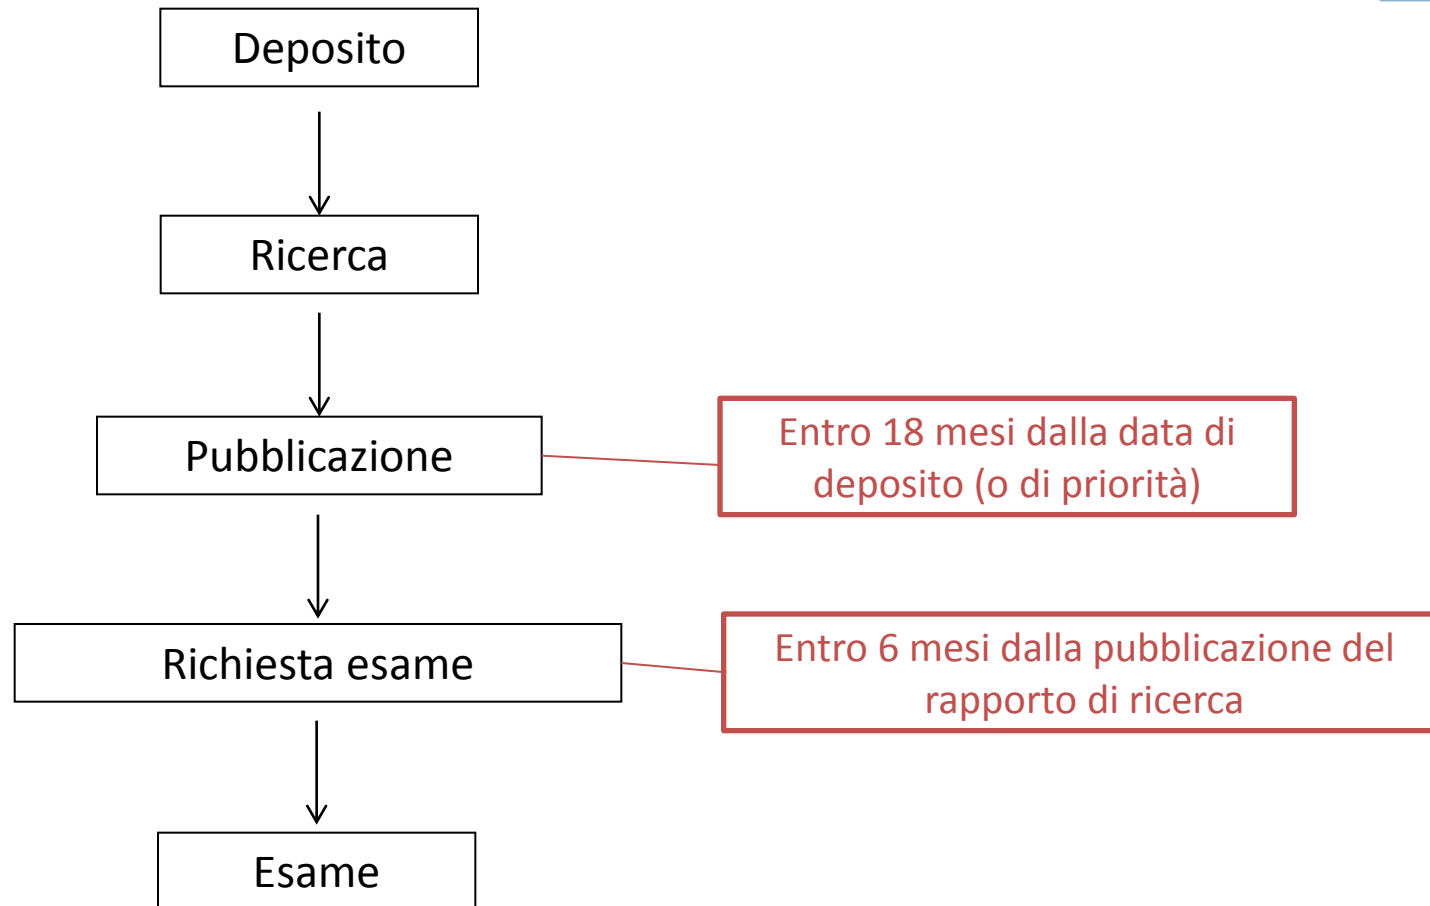 Deposito
Ricerca
Pubblicazione
Entro 18 mesi dalla data di
deposito (o di priorità)
Richiesta esame
Entro 6 mesi dalla pubblicazione del
rapporto di ricerca
Esame